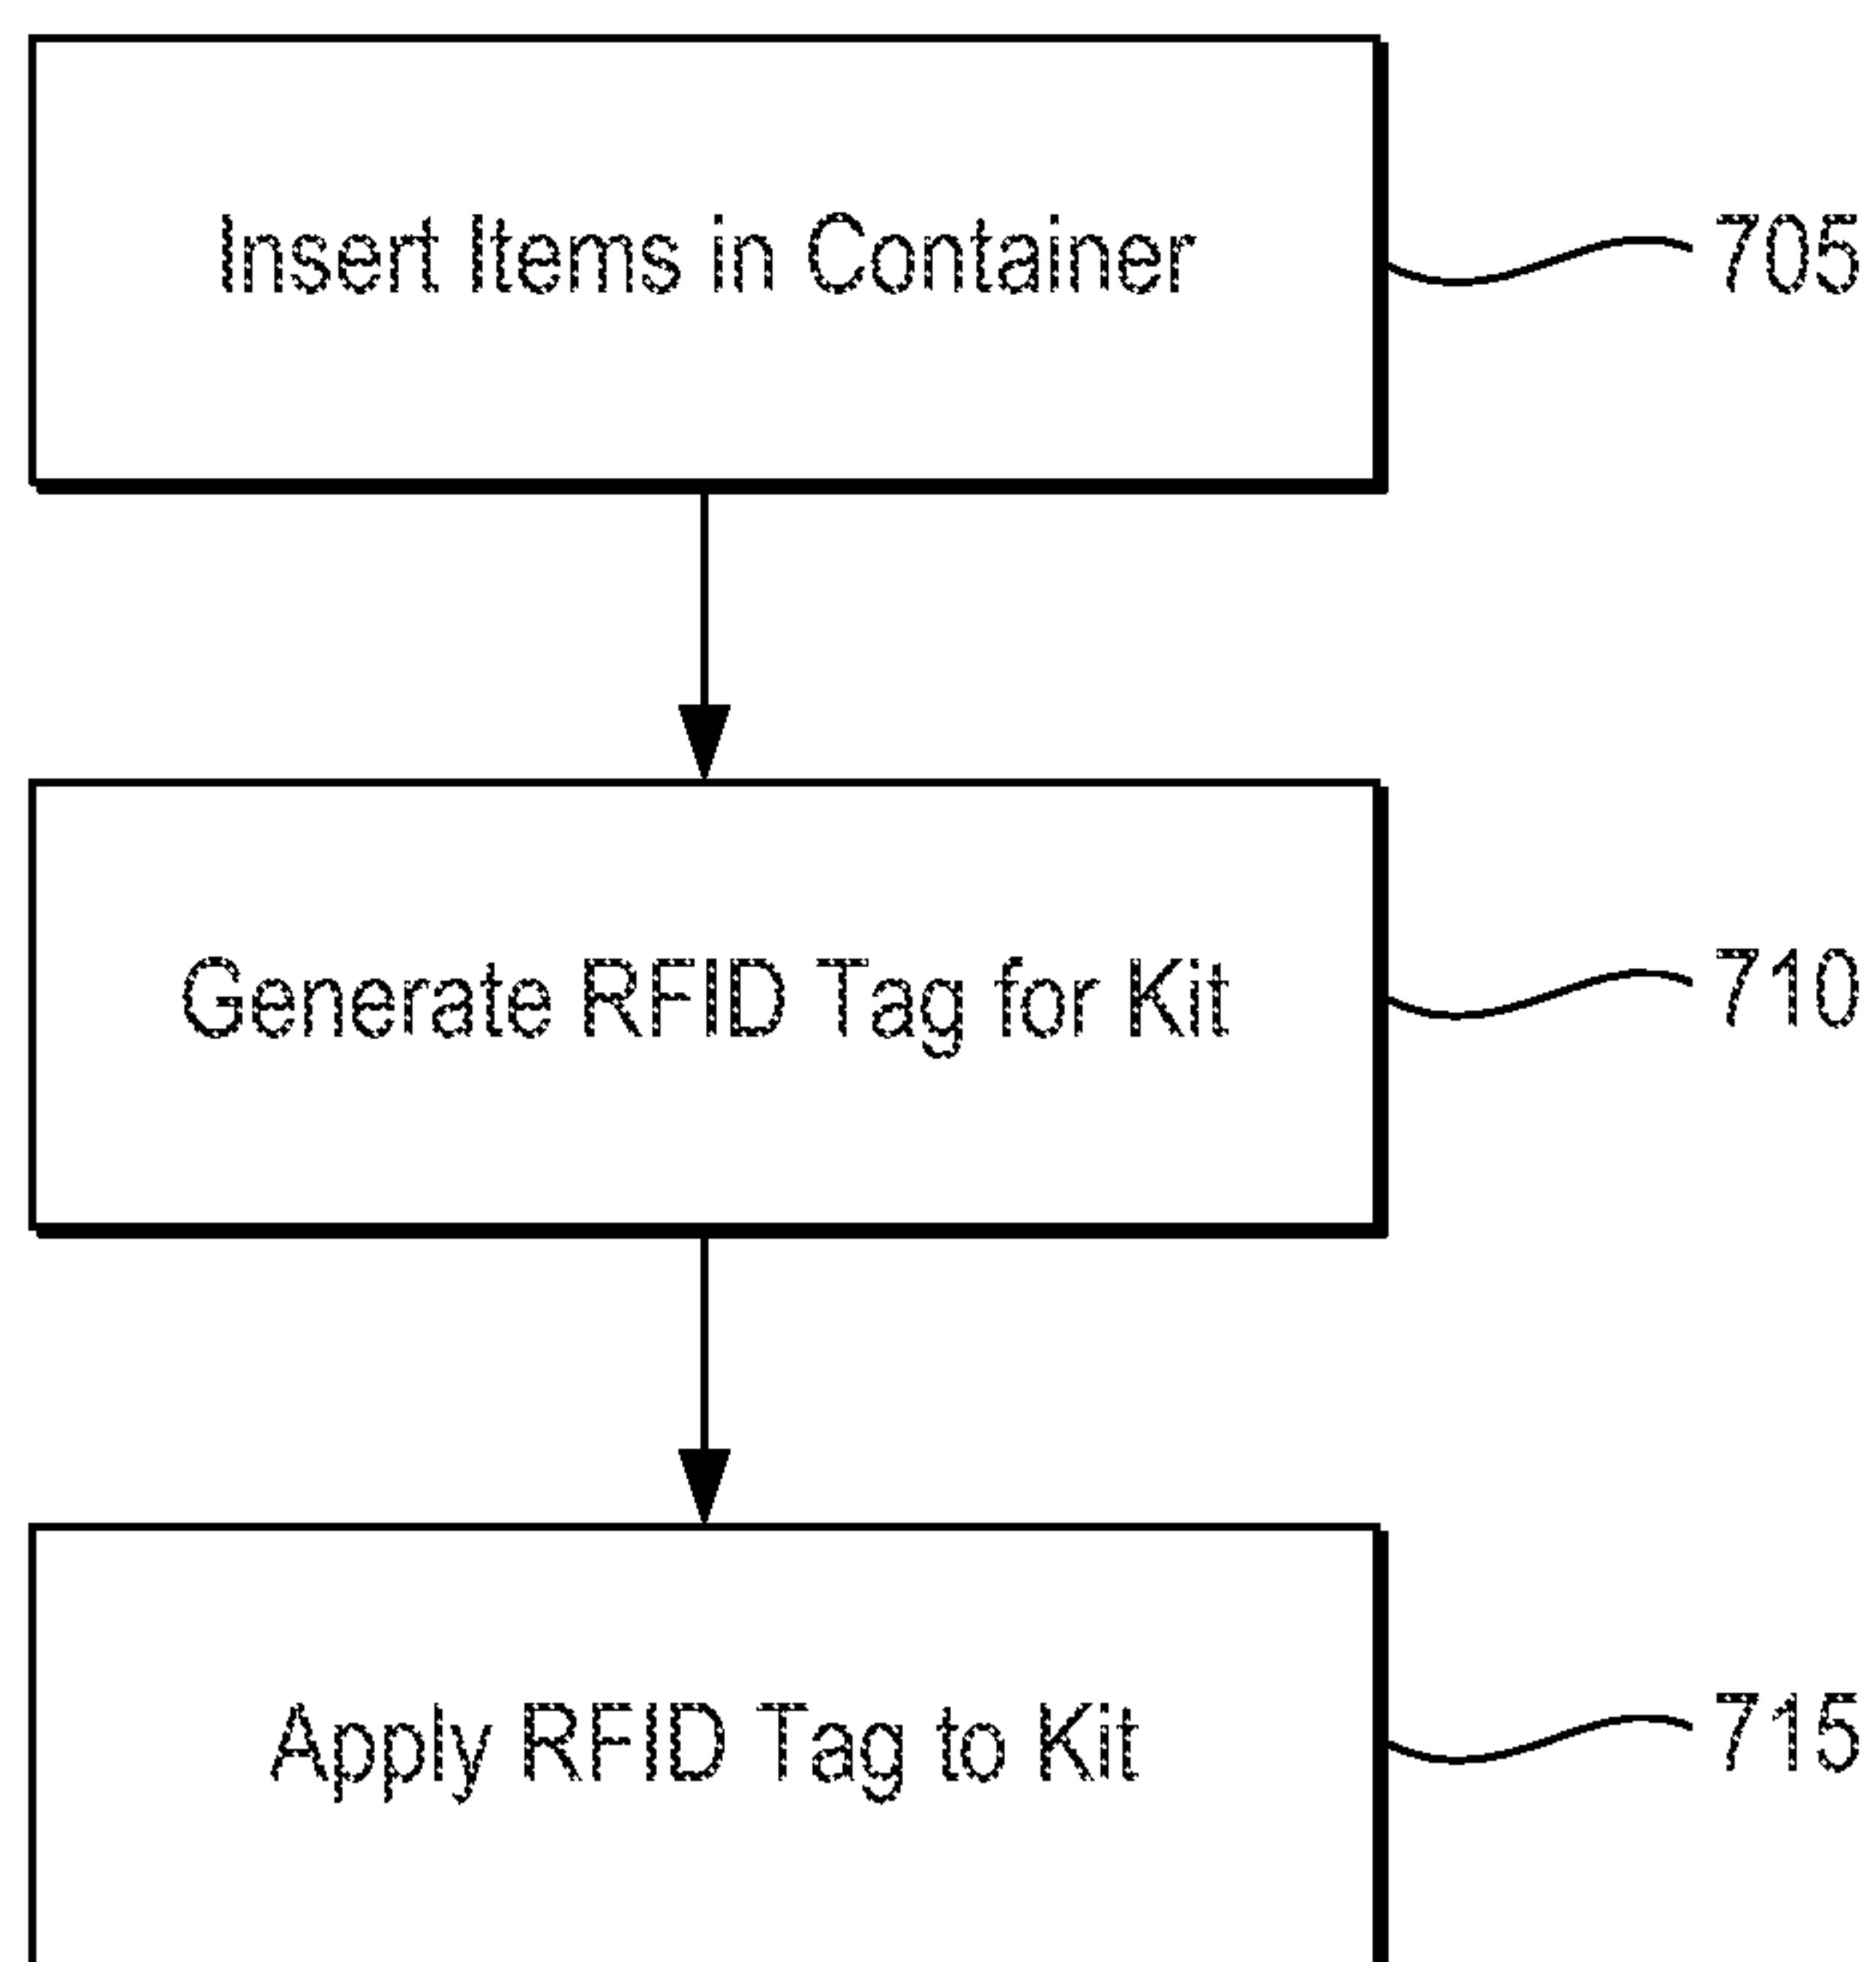 Insert Items in Container
705
Generate RFID Tag for Kit
710
Apply RFID Tag to Kit
715